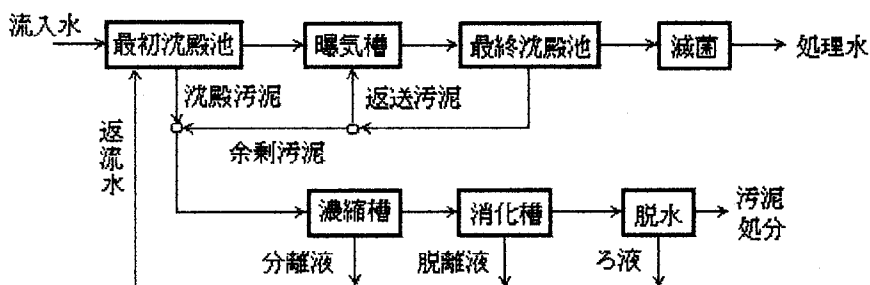 流入水
最初沈殿池
曝気槽
最終沈殿池
滅菌
処理水
沈殿汚泥
返送汚泥
余剰汚泥
返流水
濃縮槽
消化槽
脱水
汚泥
処分
分離液
脱離液
ろ液